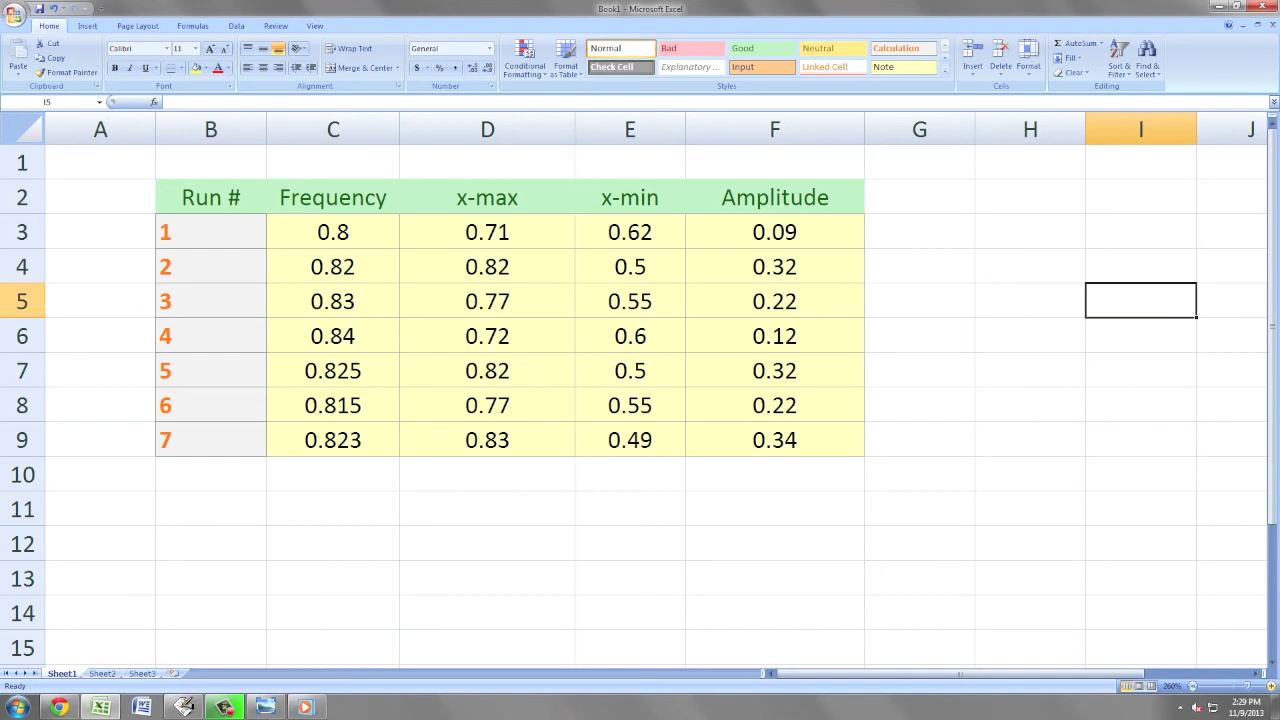 Book1 - Microsoft Excel
Home Insert Page Layout Formulas Data Review View
Cut
Copy
Format Painter
Paste
Calibri 11
B I U
Wrap Text
Merge & Center
General
$ % ,
Conditional Formatting
Format as Table
Normal Bad Good Neutral Calculation
Check Cell Explanatory ... Input Linked Cell Note
Insert Delete Format
Σ AutoSum
Fill
Clear
Sort & Filter
Find & Select
Clipboard Font Alignment Number Styles Cells Editing
I5 fx
A B C D E F G H I J
1
2 Run # Frequency x-max x-min Amplitude
3 1 0.8 0.71 0.62 0.09
4 2 0.82 0.82 0.5 0.32
5 3 0.83 0.77 0.55 0.22
6 4 0.84 0.72 0.6 0.12
7 5 0.825 0.82 0.5 0.32
8 6 0.815 0.77 0.55 0.22
9 7 0.823 0.83 0.49 0.34
10
11
12
13
14
15
Sheet1 Sheet2 Sheet3
Ready 260%
2:29 PM
11/9/2013